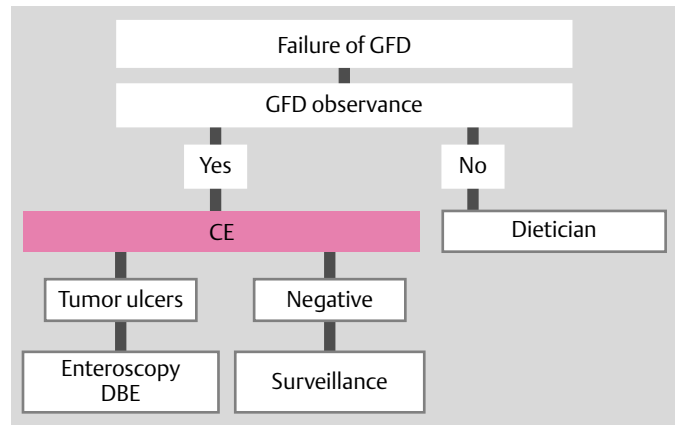 Failure of GFD
GFD observance
Yes
No
CE
Dietician
Tumor ulcers
Negative
Enteroscopy
DBE
Surveillance